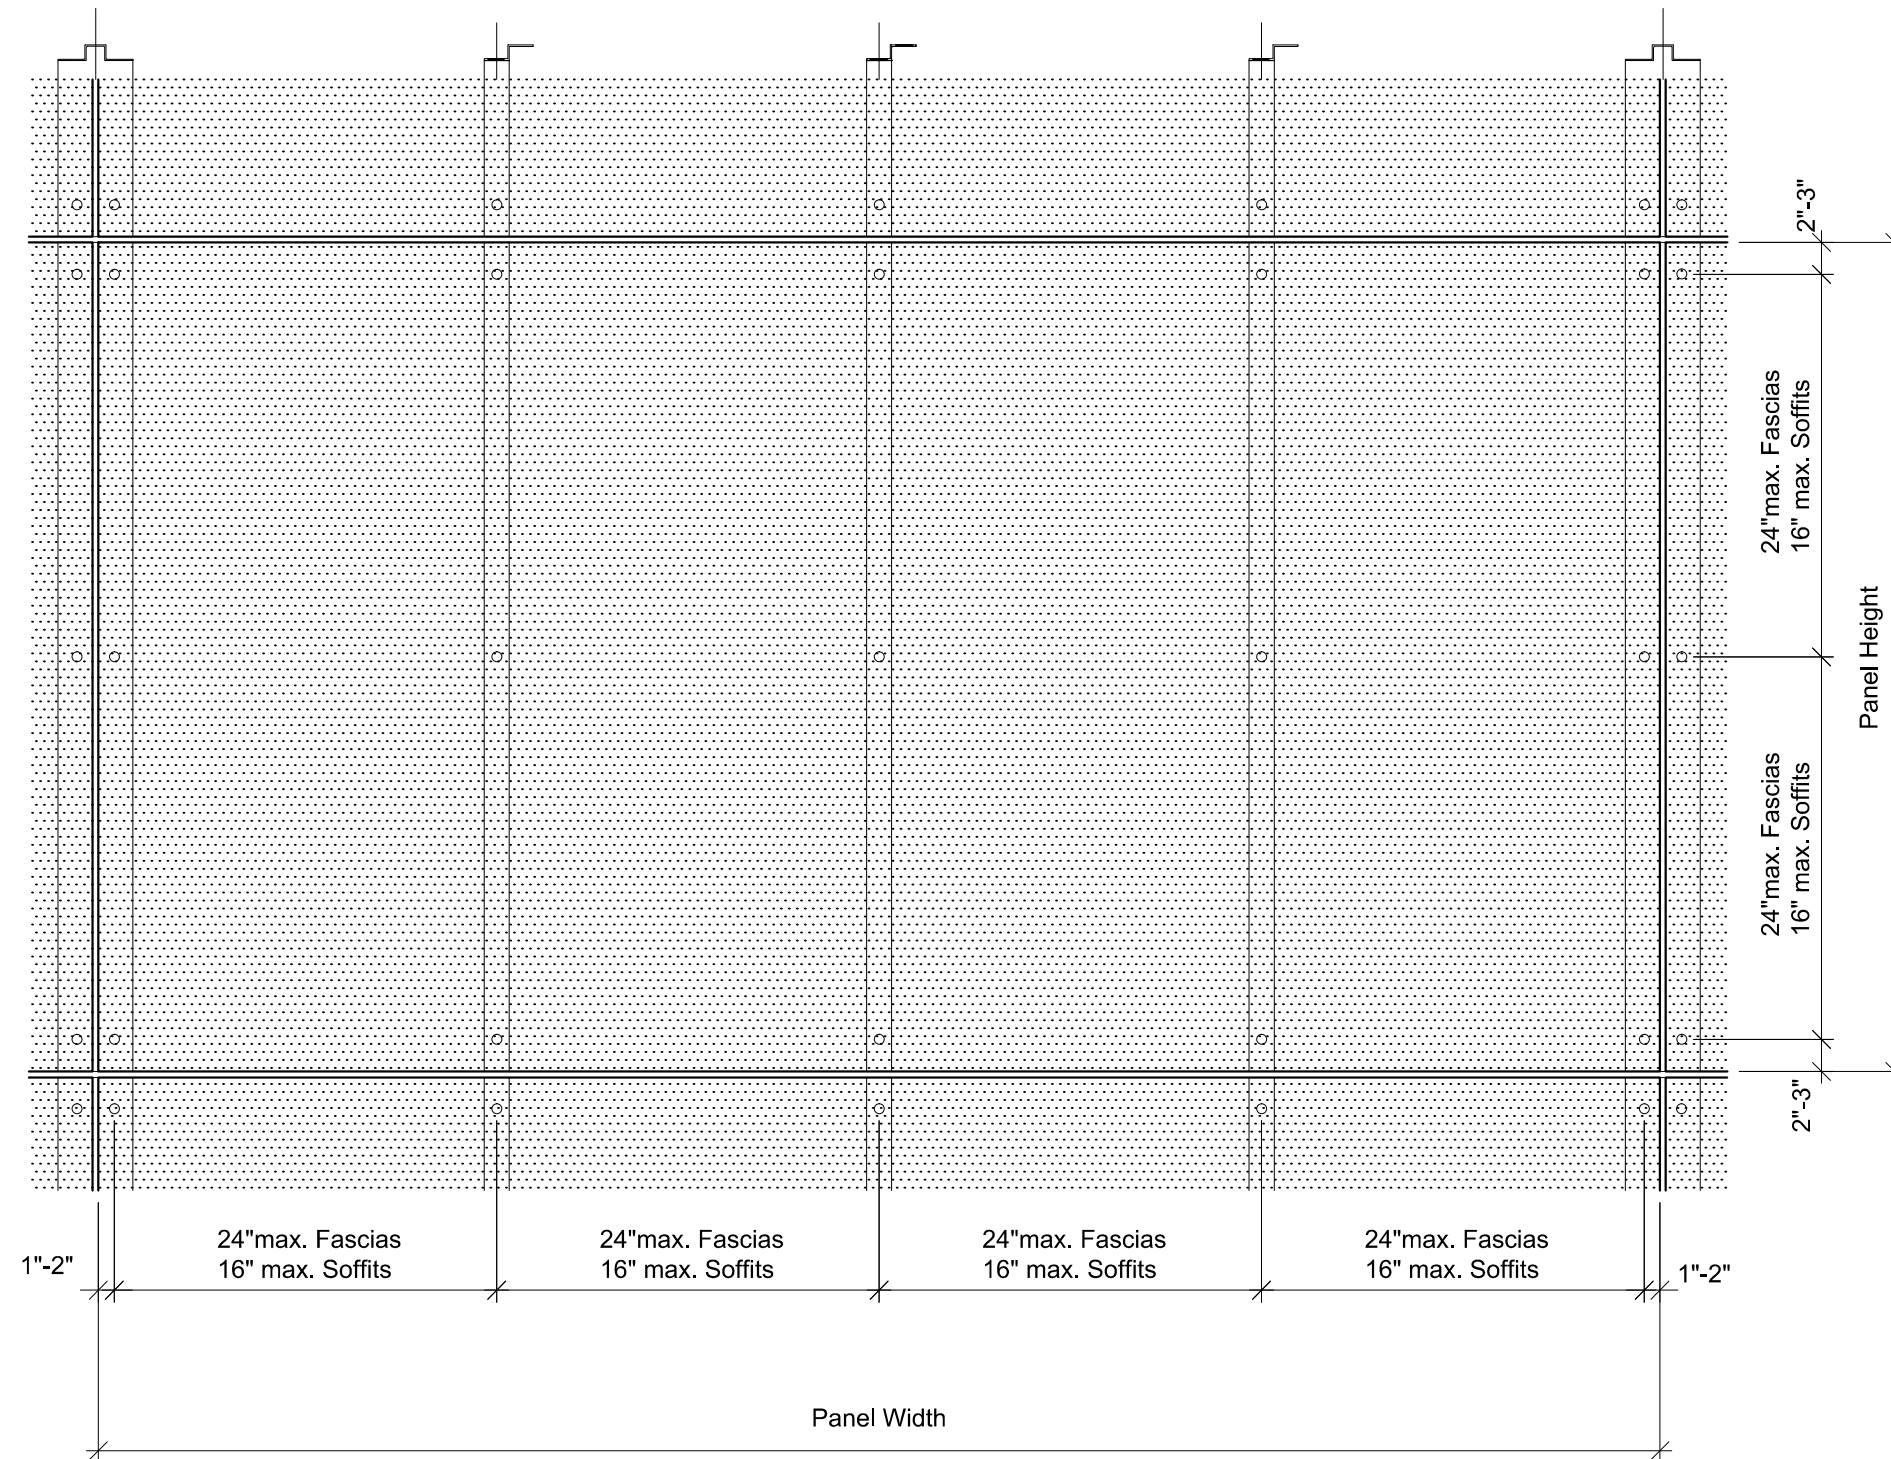 2"-3"
24"max. Fascias
16" max. Soffits
Panel Height
24"max. Fascias
16" max. Soffits
2"-3"
1"-2"
24"max. Fascias
16" max. Soffits
24"max. Fascias
16" max. Soffits
24"max. Fascias
16" max. Soffits
24"max. Fascias
16" max. Soffits
1"-2"
Panel Width